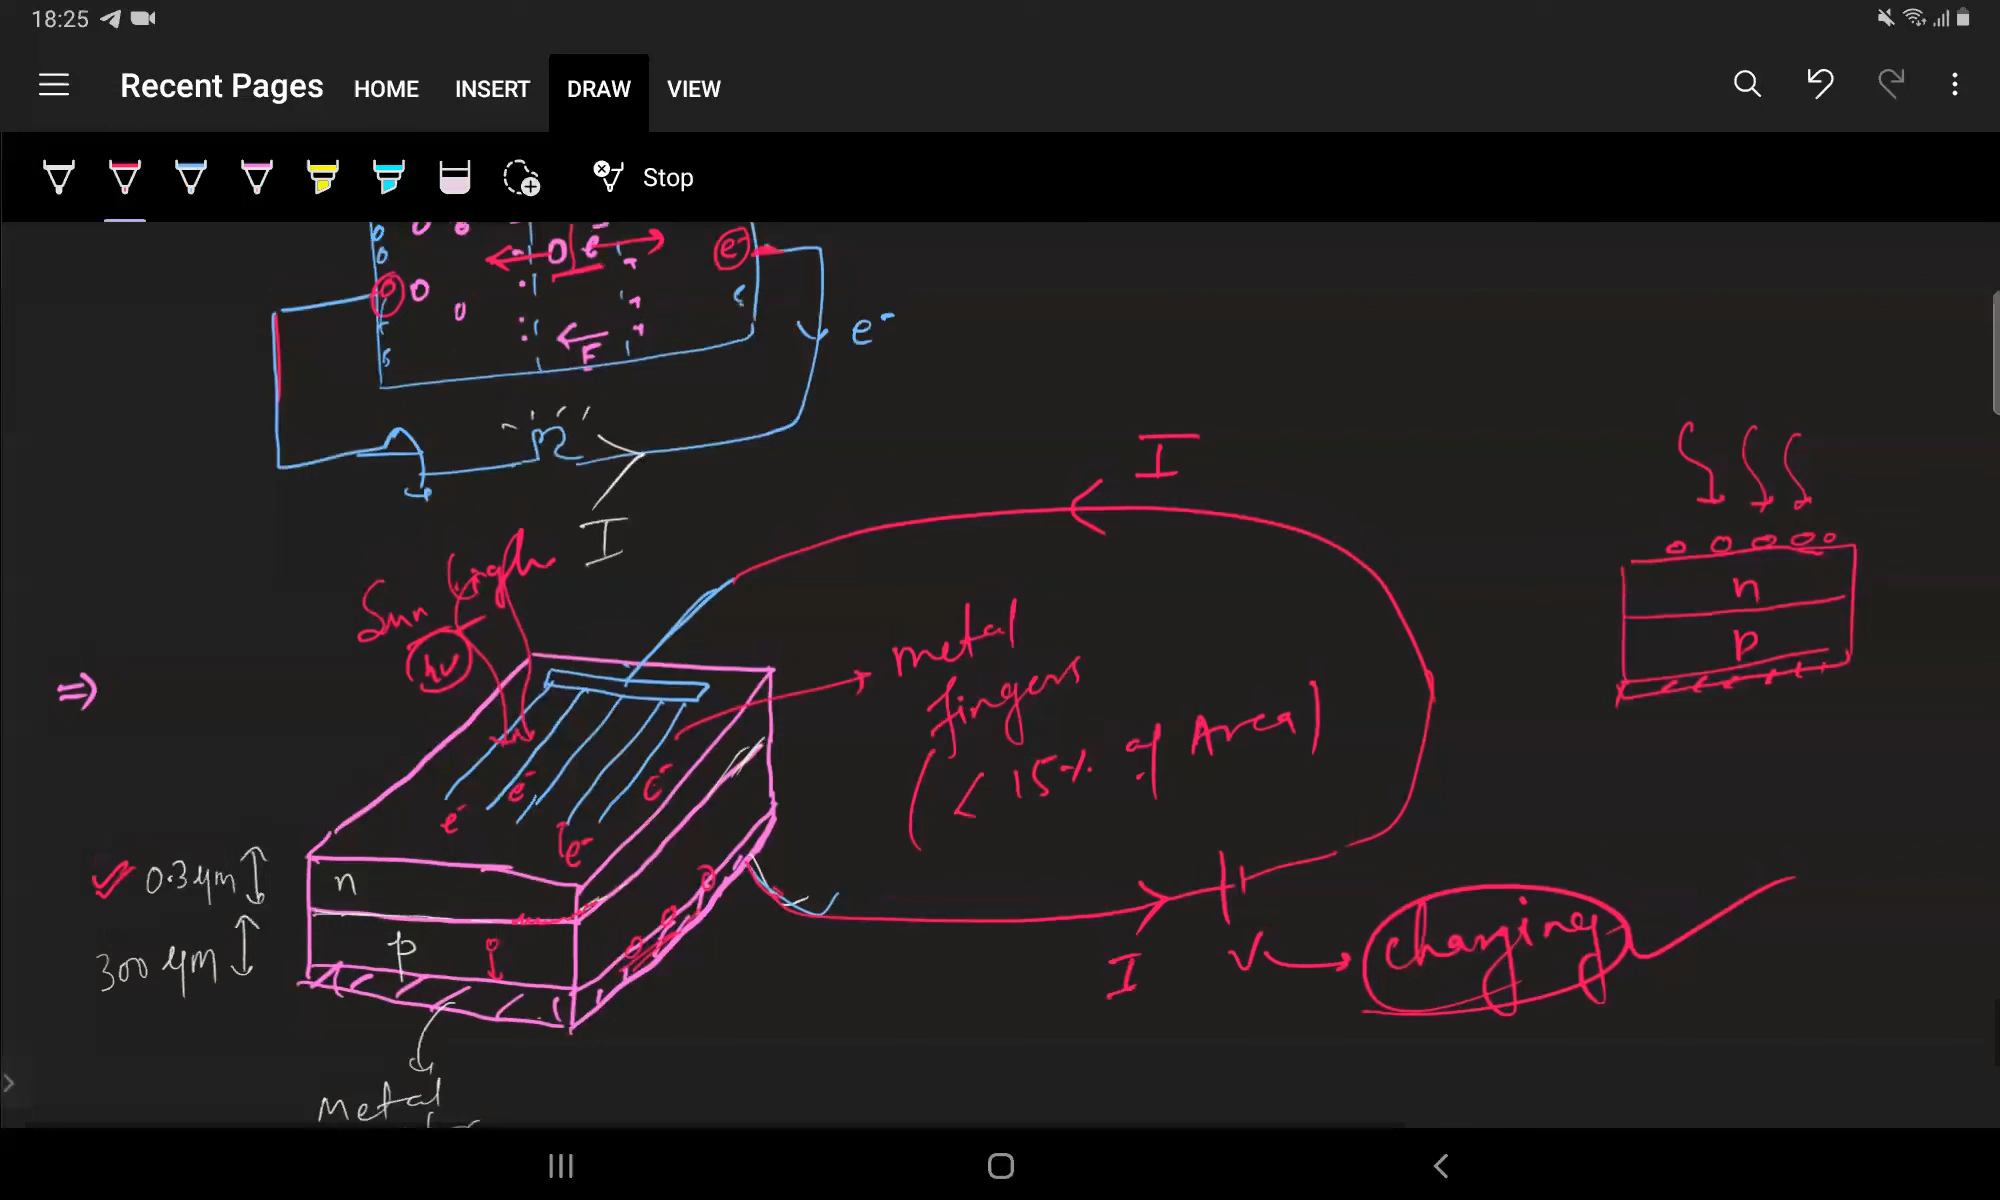 18:25
Recent Pages HOME INSERT DRAW VIEW
Stop
e⁻
e⁻
E
e⁻
I
I
Sun
hν
metal
fingers
(< 15% of Area)
n
p
e⁻
e⁻
e⁻
e⁻
0.3 μm
n
300 μm
p
I
V
charging
Metal